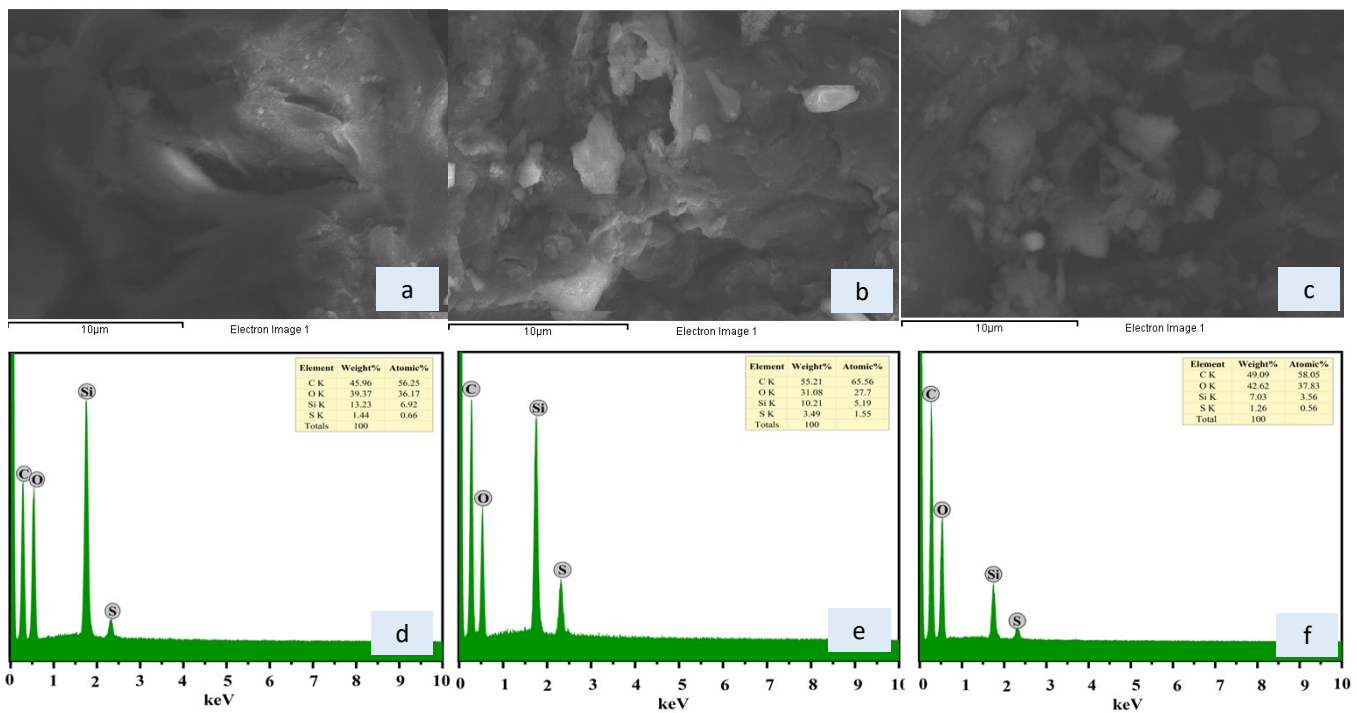 a
b
c
10µm Electron Image 1
10µm Electron Image 1
10µm Electron Image 1
Element Weight% Atomic%
C K 45.96 56.25
O K 39.37 36.17
Si K 13.23 6.92
S K 1.44 0.66
Totals 100
C
O
Si
S
d
0 1 2 3 4 5 6 7 8 9 10
keV
Element Weight% Atomic%
C K 55.21 65.56
O K 31.08 27.7
Si K 10.21 5.19
S K 3.49 1.55
Totals 100
C
O
Si
S
e
0 1 2 3 4 5 6 7 8 9 10
keV
Element Weight% Atomic%
C K 49.09 58.05
O K 42.62 37.83
Si K 7.03 3.56
S K 1.26 0.56
Total 100
C
O
Si
S
f
0 1 2 3 4 5 6 7 8 9 10
keV